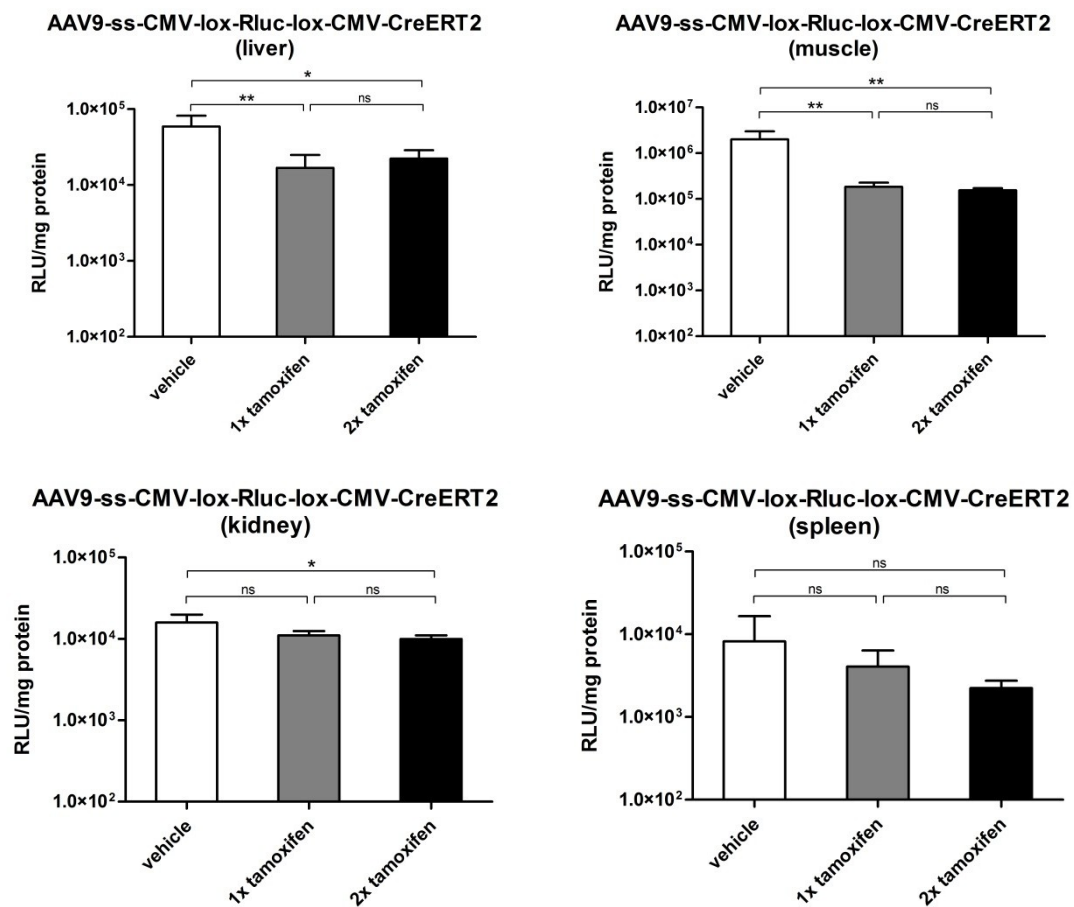 AAV9-ss-CMV-lox-Rluc-lox-CMV-CreERT2
(liver)
*
**
ns
1.0×10⁵
1.0×10⁴
1.0×10³
1.0×10²
RLU/mg protein
vehicle
1x tamoxifen
2x tamoxifen
AAV9-ss-CMV-lox-Rluc-lox-CMV-CreERT2
(muscle)
**
**
ns
1.0×10⁷
1.0×10⁶
1.0×10⁵
1.0×10⁴
1.0×10³
1.0×10²
RLU/mg protein
vehicle
1x tamoxifen
2x tamoxifen
AAV9-ss-CMV-lox-Rluc-lox-CMV-CreERT2
(kidney)
*
ns
ns
1.0×10⁵
1.0×10⁴
1.0×10³
1.0×10²
RLU/mg protein
vehicle
1x tamoxifen
2x tamoxifen
AAV9-ss-CMV-lox-Rluc-lox-CMV-CreERT2
(spleen)
ns
ns
ns
1.0×10⁵
1.0×10⁴
1.0×10³
1.0×10²
RLU/mg protein
vehicle
1x tamoxifen
2x tamoxifen